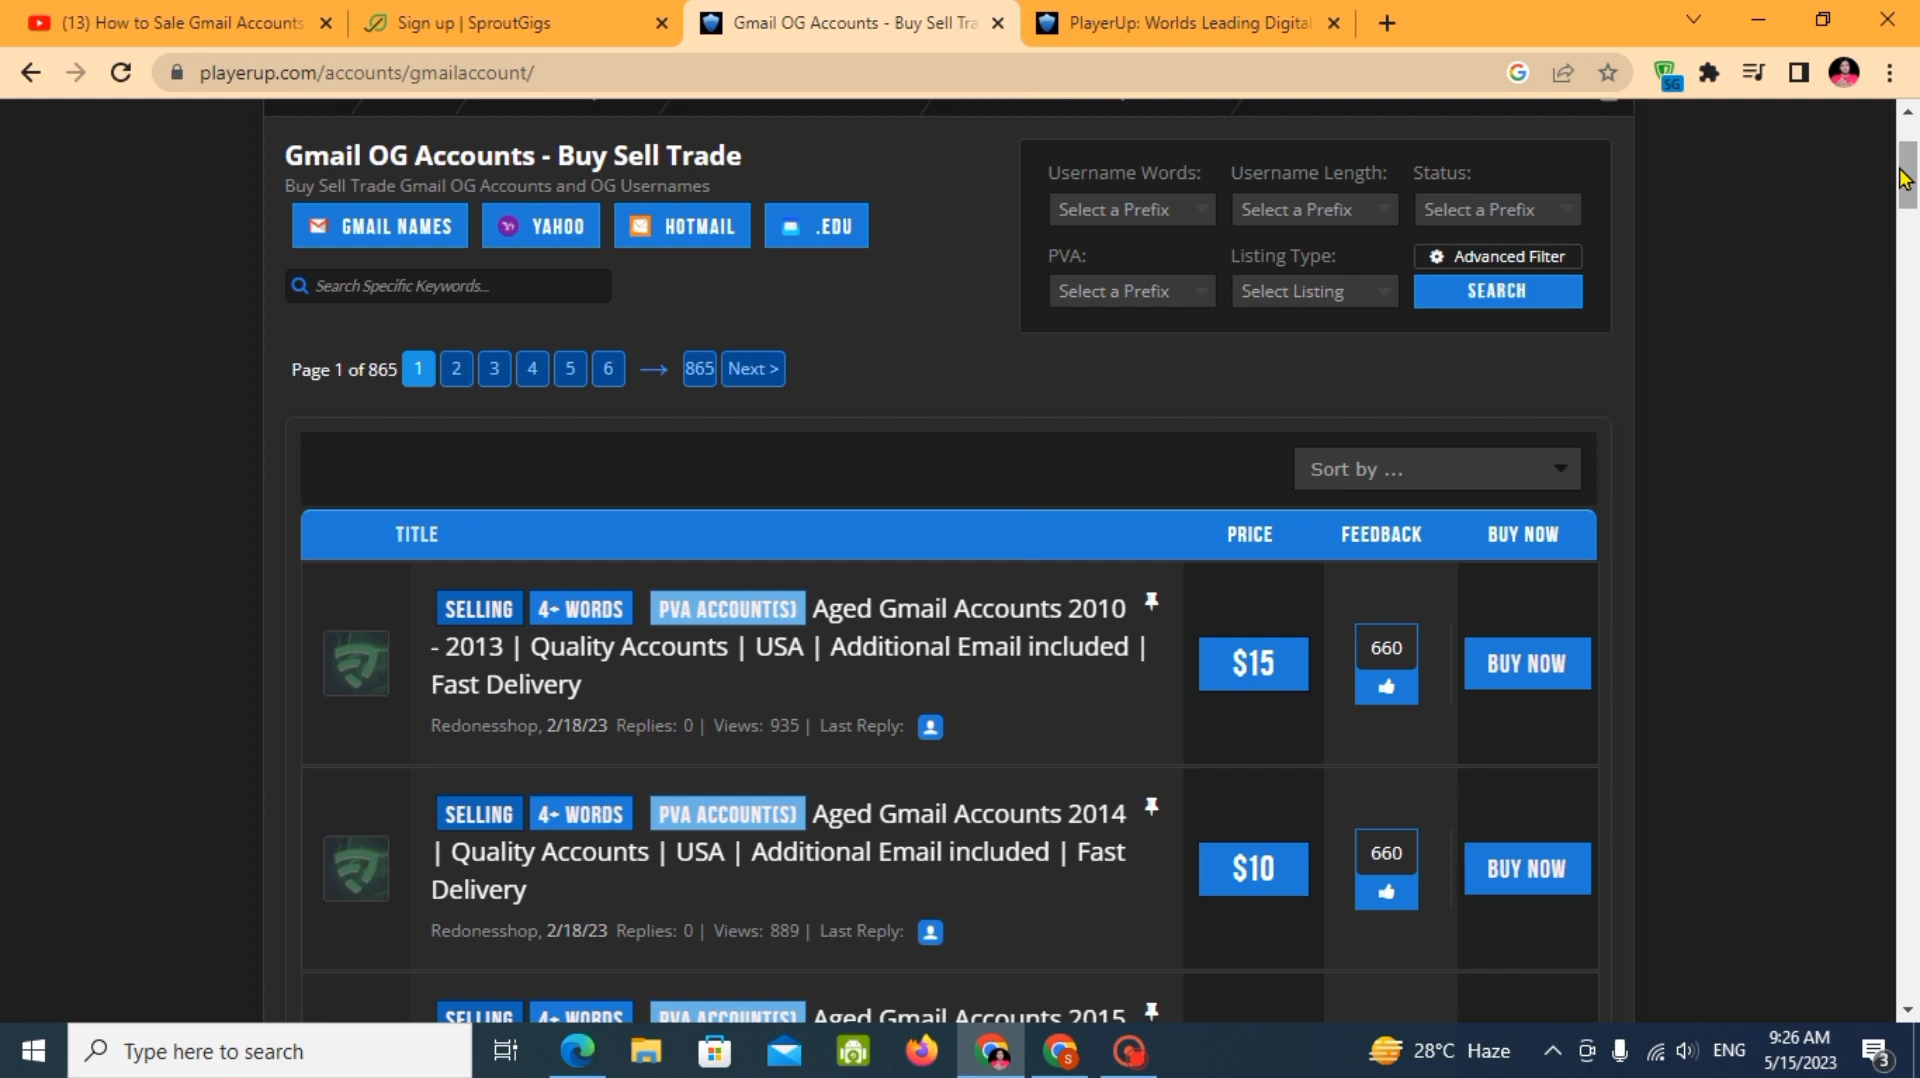 (13) How to Sale Gmail Accounts
Sign up | SproutGigs
Gmail OG Accounts - Buy Sell Tra
PlayerUp: Worlds Leading Digital
playerup.com/accounts/gmailaccount/
SG
Gmail OG Accounts - Buy Sell Trade
Buy Sell Trade Gmail OG Accounts and OG Usernames
GMAIL NAMES
YAHOO
HOTMAIL
.EDU
Search Specific Keywords...
Username Words:
Username Length:
Status:
Select a Prefix
Select a Prefix
Select a Prefix
PVA:
Listing Type:
Advanced Filter
Select a Prefix
Select Listing
SEARCH
Page 1 of 865 1 2 3 4 5 6 → 865 Next >
Sort by ...
TITLE PRICE FEEDBACK BUY NOW
SELLING 4+ WORDS PVA ACCOUNT(S) Aged Gmail Accounts 2010
- 2013 | Quality Accounts | USA | Additional Email included |
Fast Delivery
Redonesshop, 2/18/23 Replies: 0 | Views: 935 | Last Reply:
$15
660
BUY NOW
SELLING 4+ WORDS PVA ACCOUNT(S) Aged Gmail Accounts 2014
| Quality Accounts | USA | Additional Email included | Fast
Delivery
Redonesshop, 2/18/23 Replies: 0 | Views: 889 | Last Reply:
$10
660
BUY NOW
SELLING 4+ WORDS PVA ACCOUNT(S) Aged Gmail Accounts 2015
Type here to search
S
28°C Haze
ENG
9:26 AM
5/15/2023
3